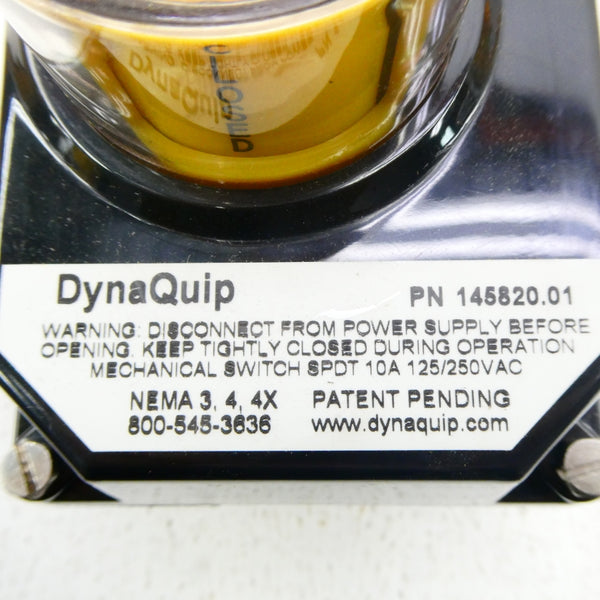 CLOSED
DynaQuip
DynaQuip
PN 145820.01
WARNING: DISCONNECT FROM POWER SUPPLY BEFORE
OPENING. KEEP TIGHTLY CLOSED DURING OPERATION
MECHANICAL SWITCH SPDT 10A 125/250VAC
NEMA 3, 4, 4X PATENT PENDING
800-545-3636 www.dynaquip.com